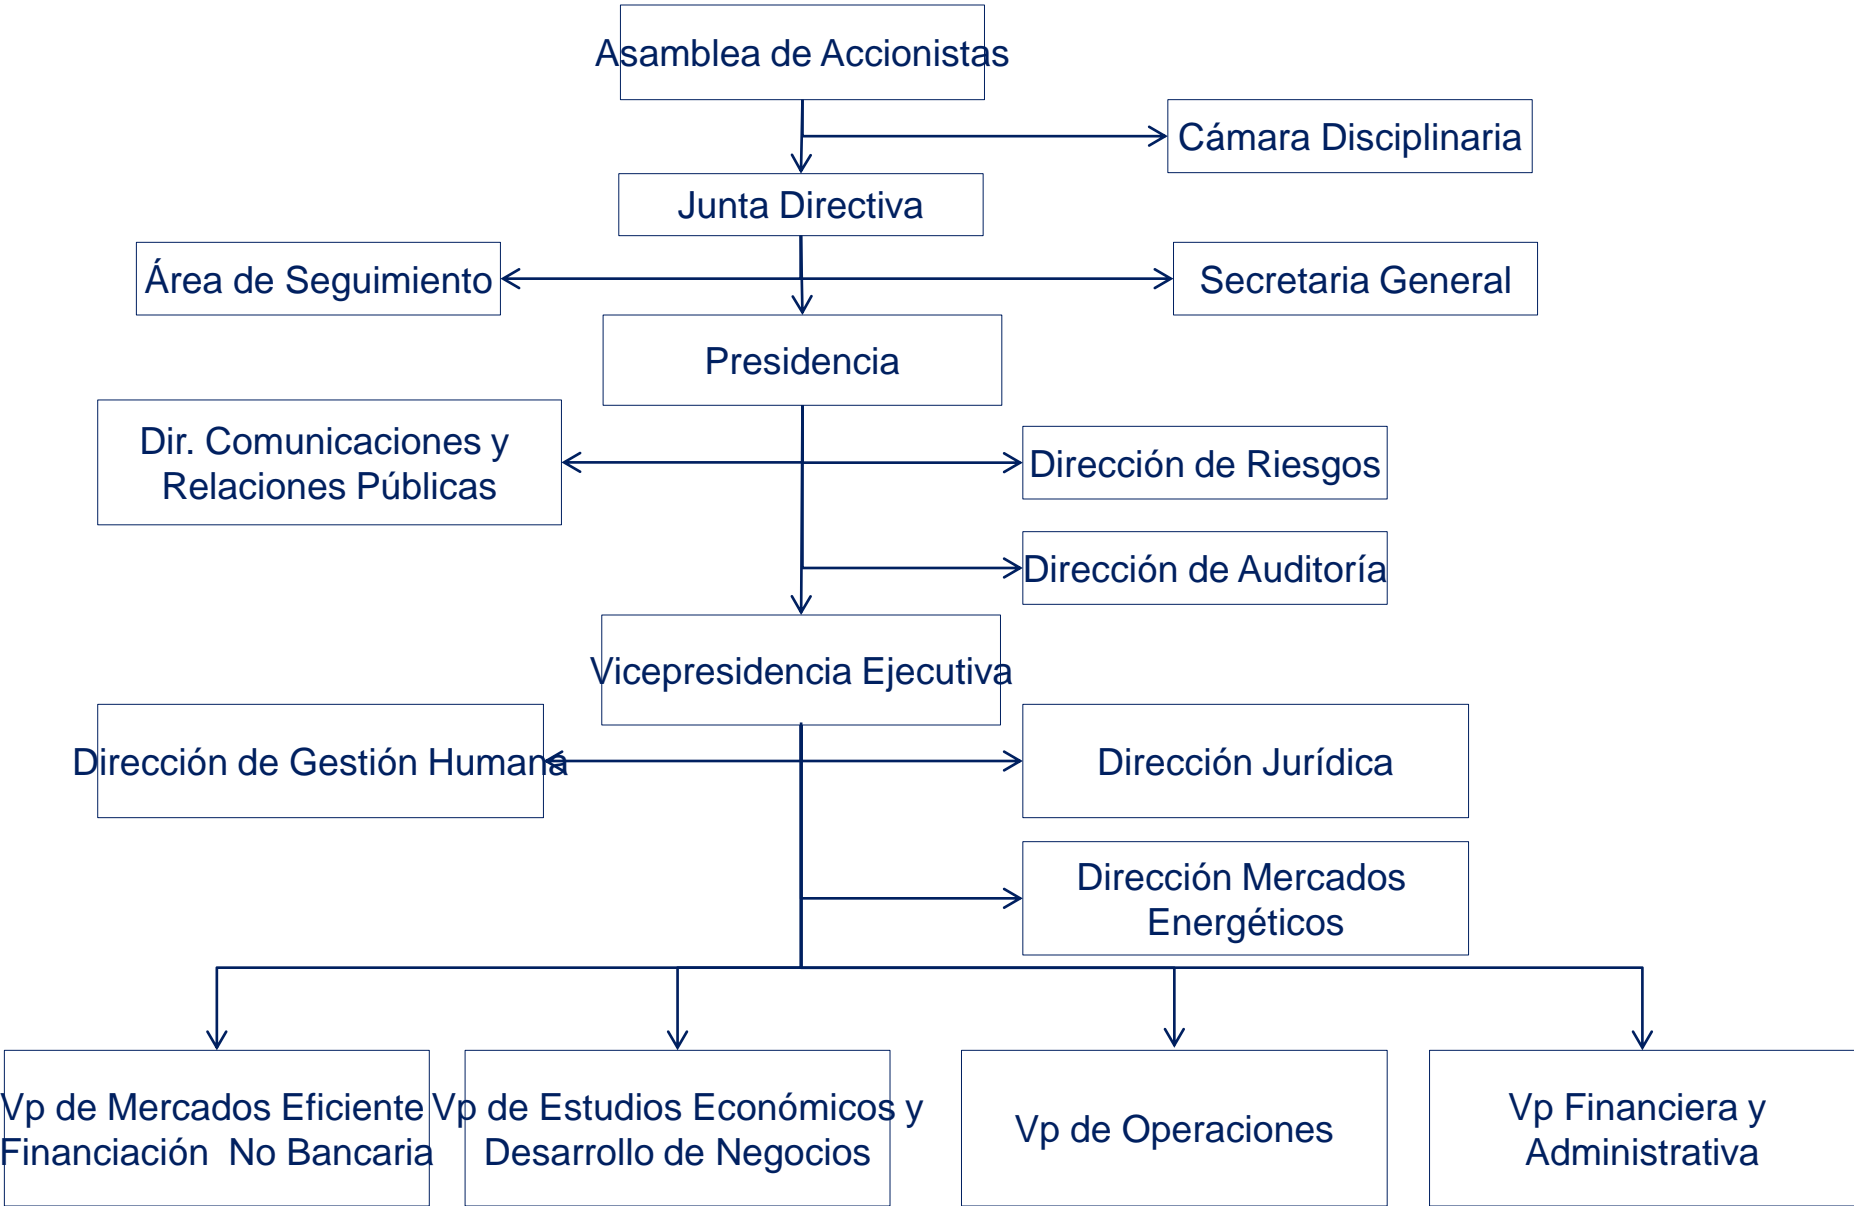 Asamblea de Accionistas
Cámara Disciplinaria
Junta Directiva
Área de Seguimiento
Secretaria General
Presidencia
Dir. Comunicaciones y
Relaciones Públicas
Dirección de Riesgos
Dirección de Auditoría
Vicepresidencia Ejecutiva
Dirección de Gestión Humana
Dirección Jurídica
Dirección Mercados
Energéticos
Vp de Mercados Eficiente
Financiación No Bancaria
Vp de Estudios Económicos y
Desarrollo de Negocios
Vp de Operaciones
Vp Financiera y
Administrativa